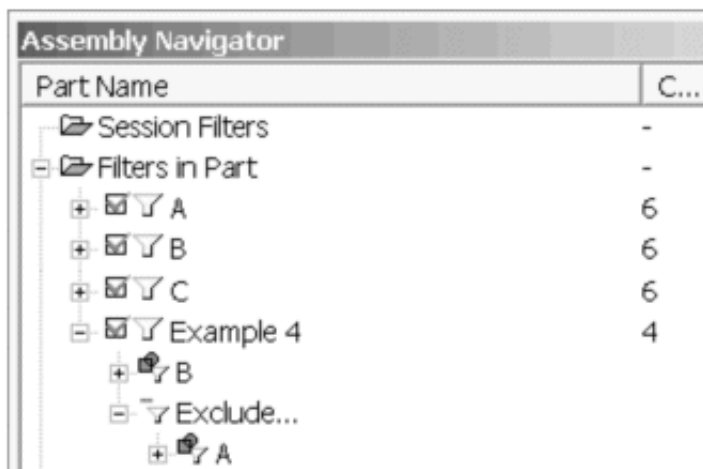 Assembly Navigator
Part Name C...
Session Filters -
Filters in Part -
A 6
B 6
C 6
Example 4 4
B
Exclude...
A